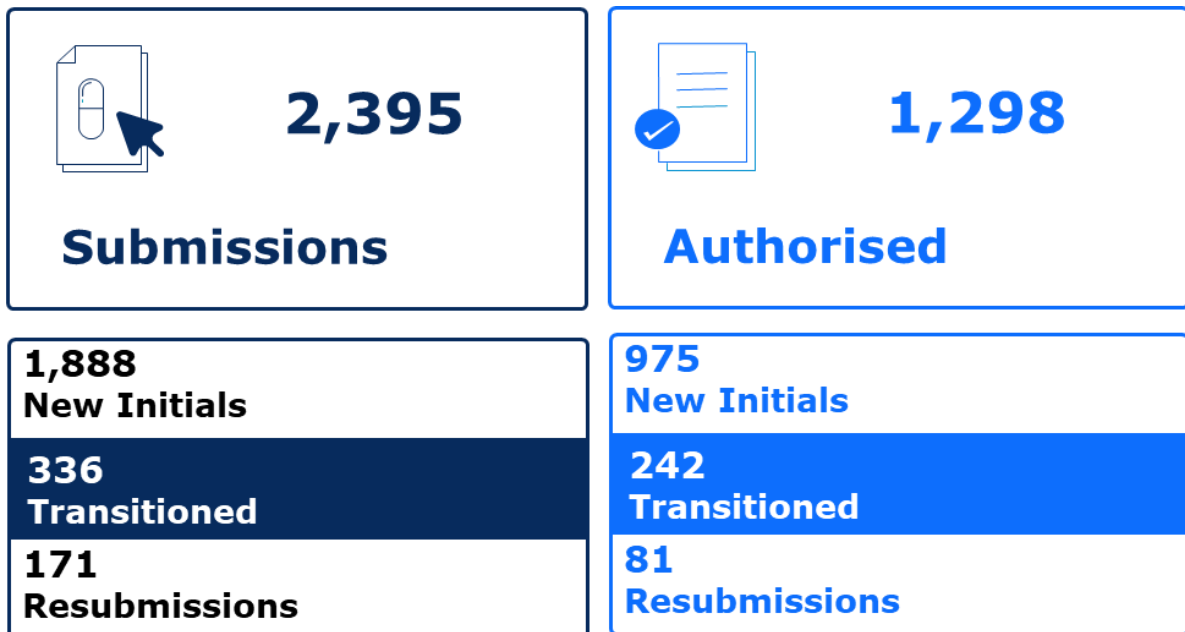 2,395
Submissions
1,888
New Initials
336
Transitioned
171
Resubmissions
1,298
Authorised
975
New Initials
242
Transitioned
81
Resubmissions